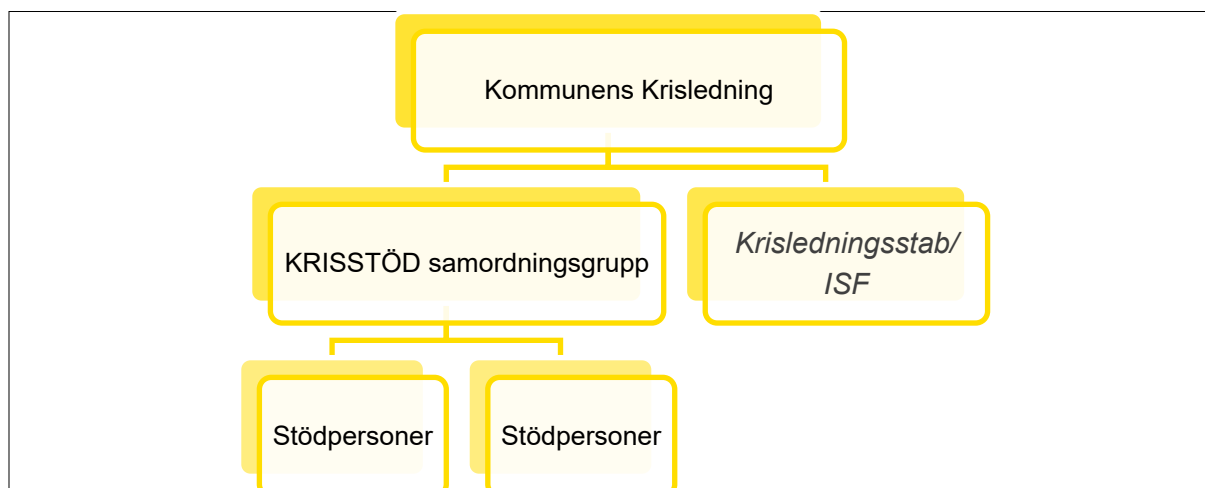 Kommunens Krisledning
KRISSTÖD samordningsgrupp
Krisledningsstab/
ISF
Stödpersoner
Stödpersoner